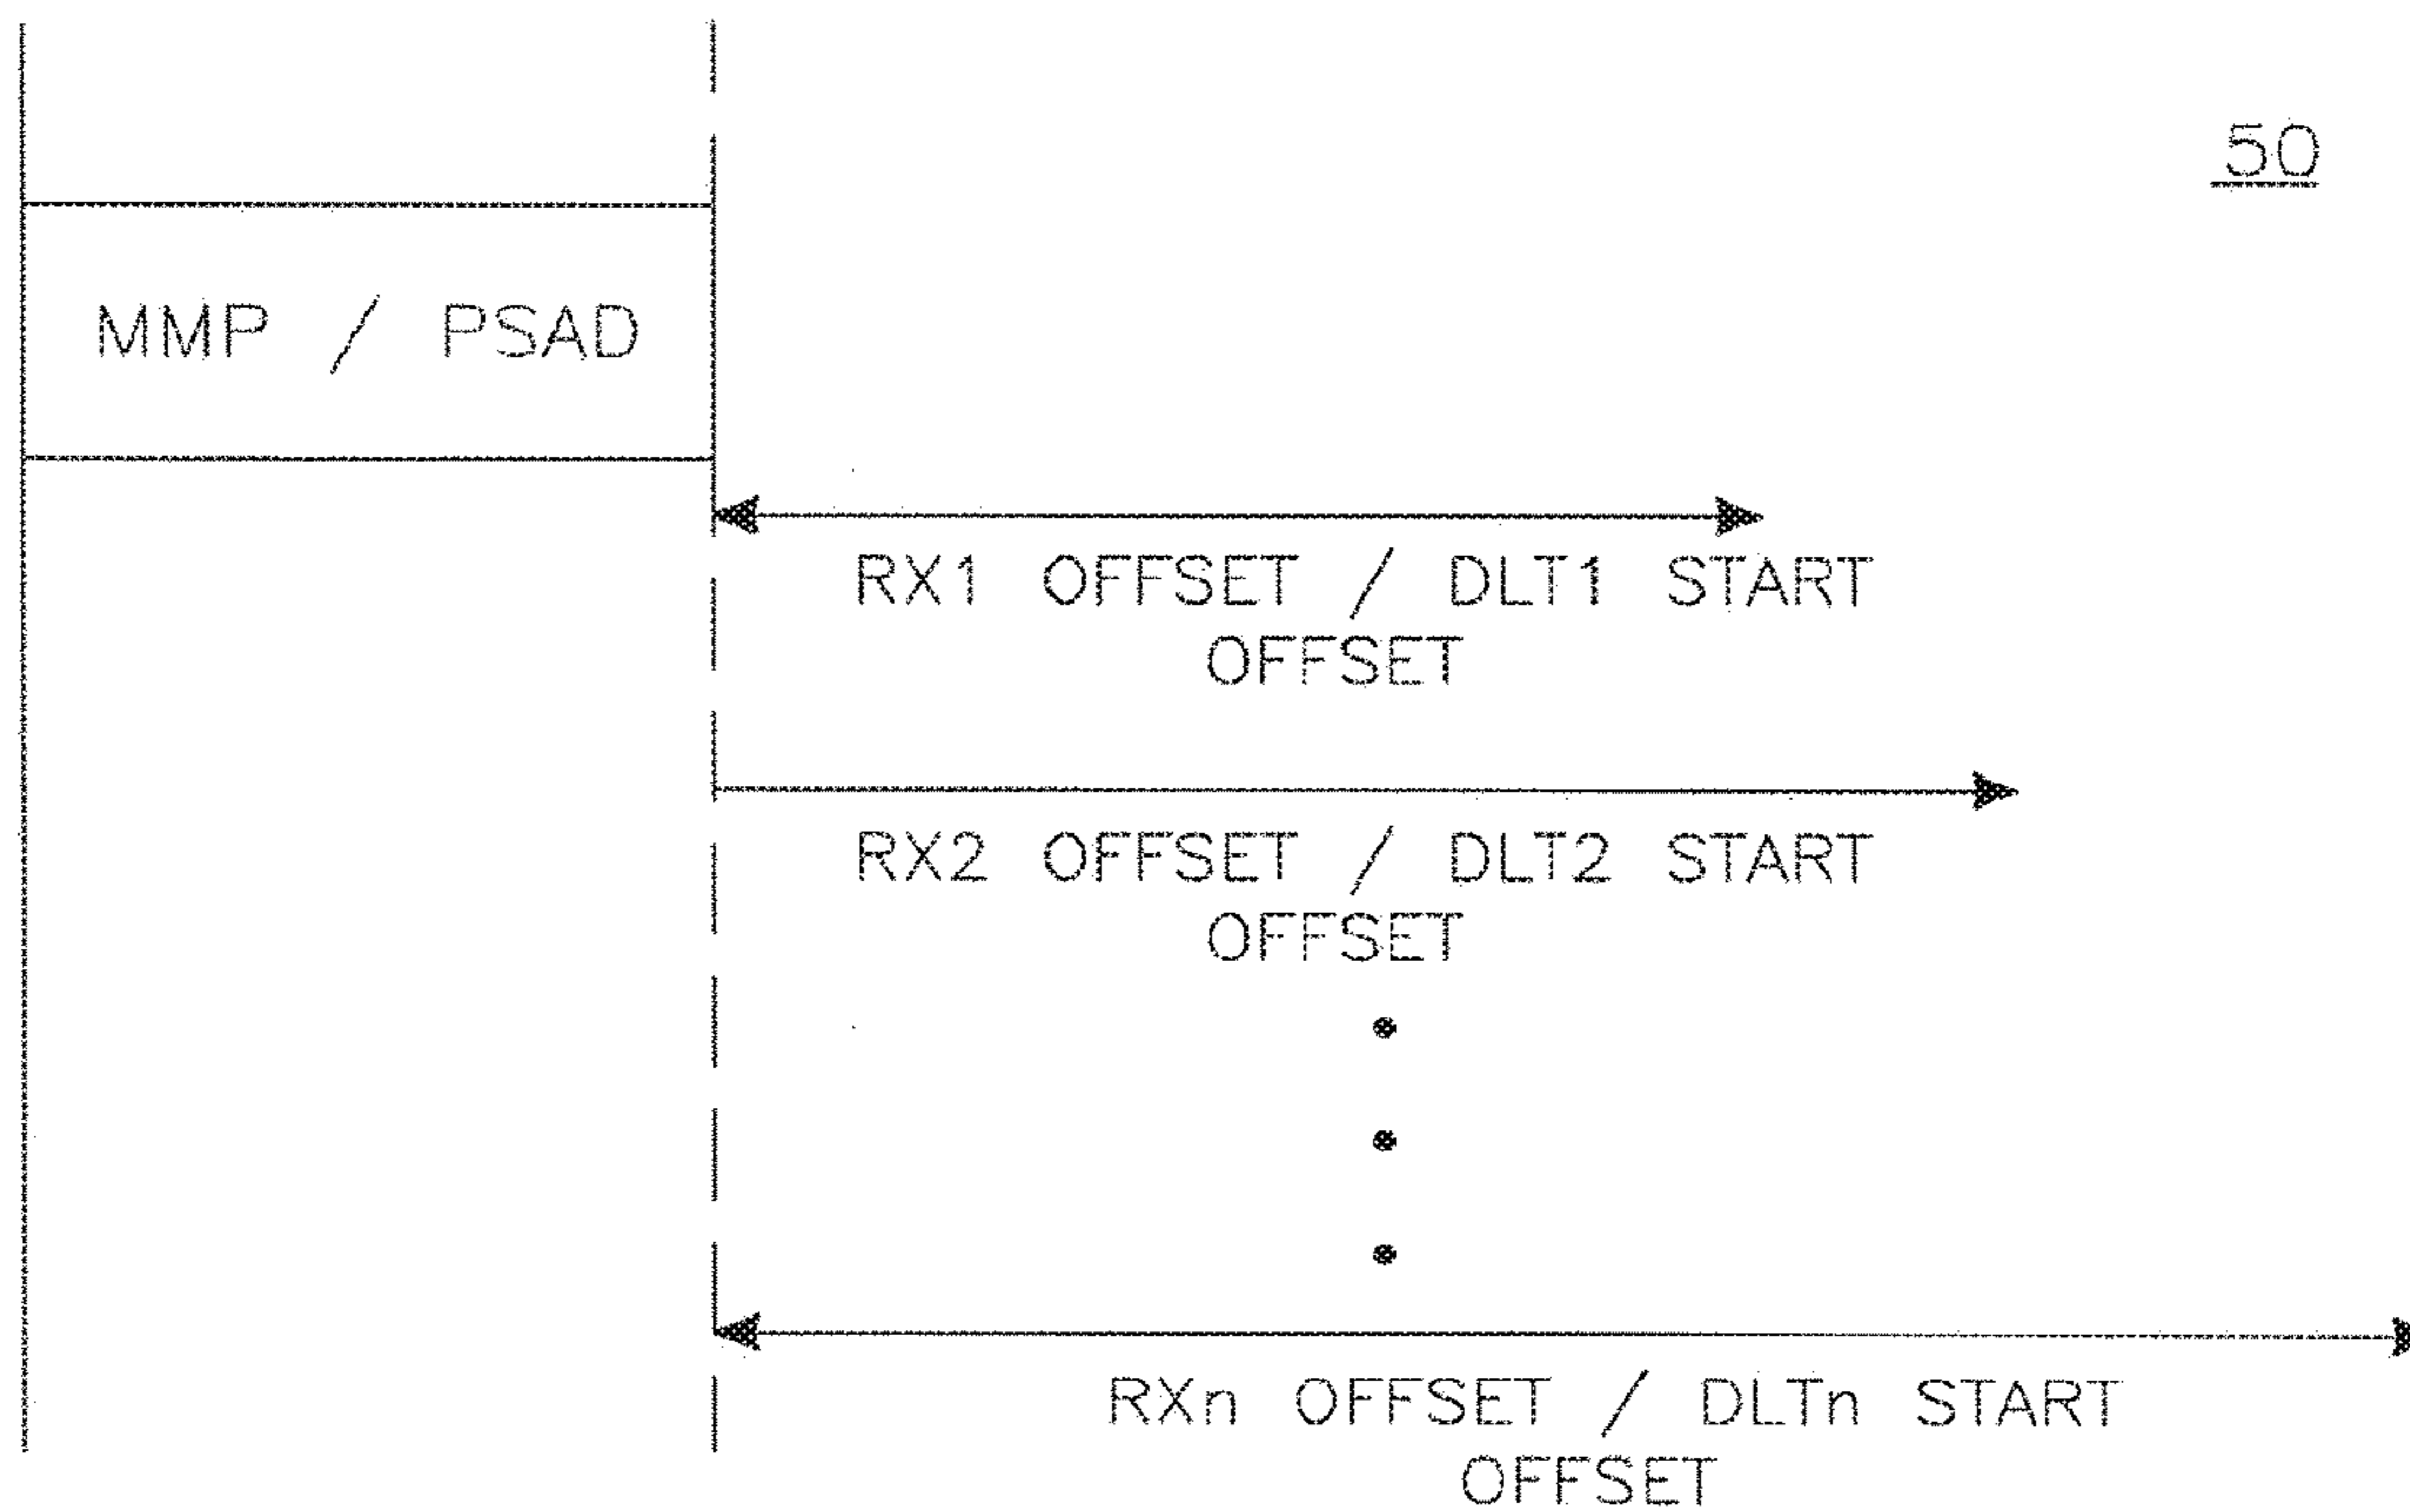 50
MMP / PSAD
RX1 OFFSET / DLT1 START
OFFSET
RX2 OFFSET / DLT2 START
OFFSET
RXn OFFSET / DLTn START
OFFSET